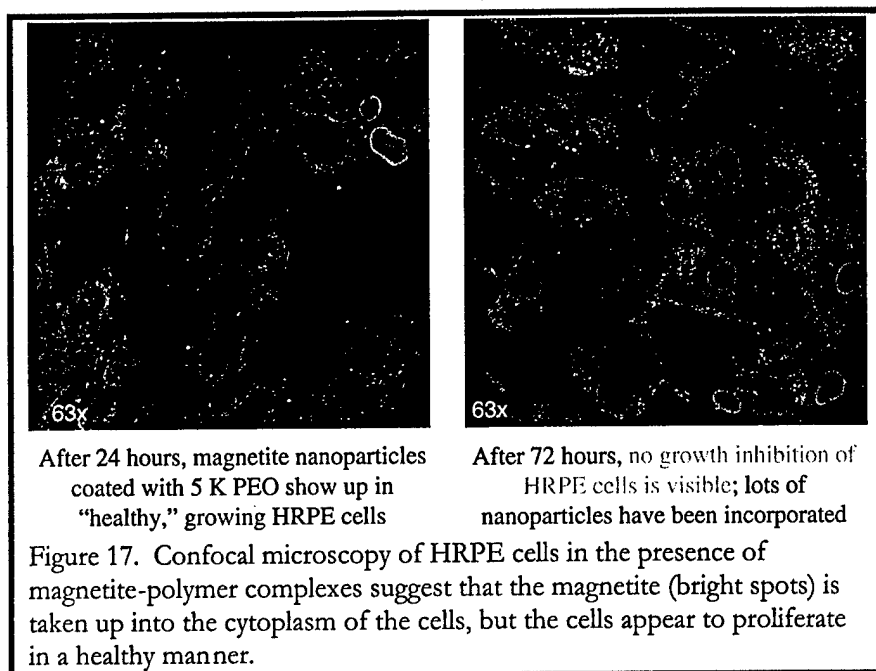 63x
63x
After 24 hours, magnetite nanoparticles
coated with 5 K PEO show up in
“healthy,” growing HRPE cells
After 72 hours, no growth inhibition of
HRPE cells is visible; lots of
nanoparticles have been incorporated
Figure 17. Confocal microscopy of HRPE cells in the presence of
magnetite-polymer complexes suggest that the magnetite (bright spots) is
taken up into the cytoplasm of the cells, but the cells appear to proliferate
in a healthy manner.